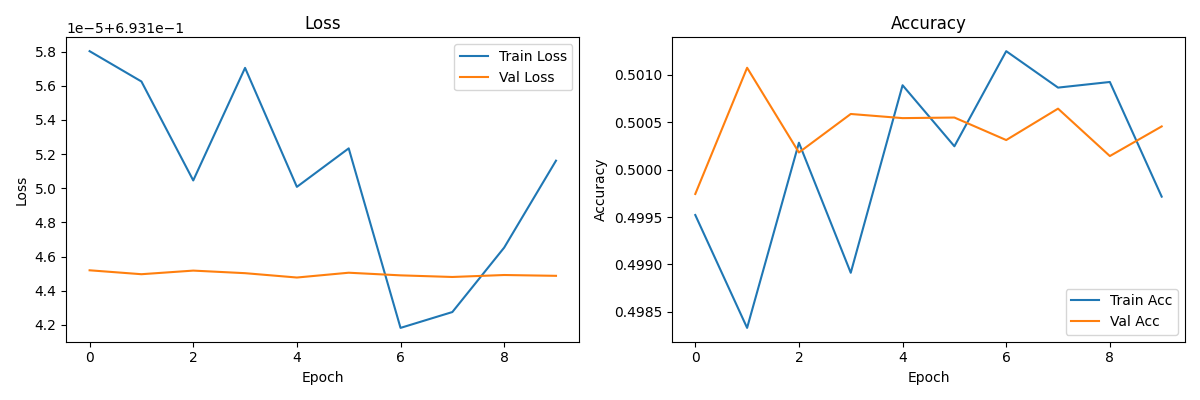 Loss
1e−5+6.931e−1
5.8
5.6
5.4
5.2
5.0
4.8
4.6
4.4
4.2
Loss
0
2
4
6
8
Epoch
Train Loss
Val Loss
Accuracy
0.5010
0.5005
0.5000
0.4995
0.4990
0.4985
Accuracy
0
2
4
6
8
Epoch
Train Acc
Val Acc